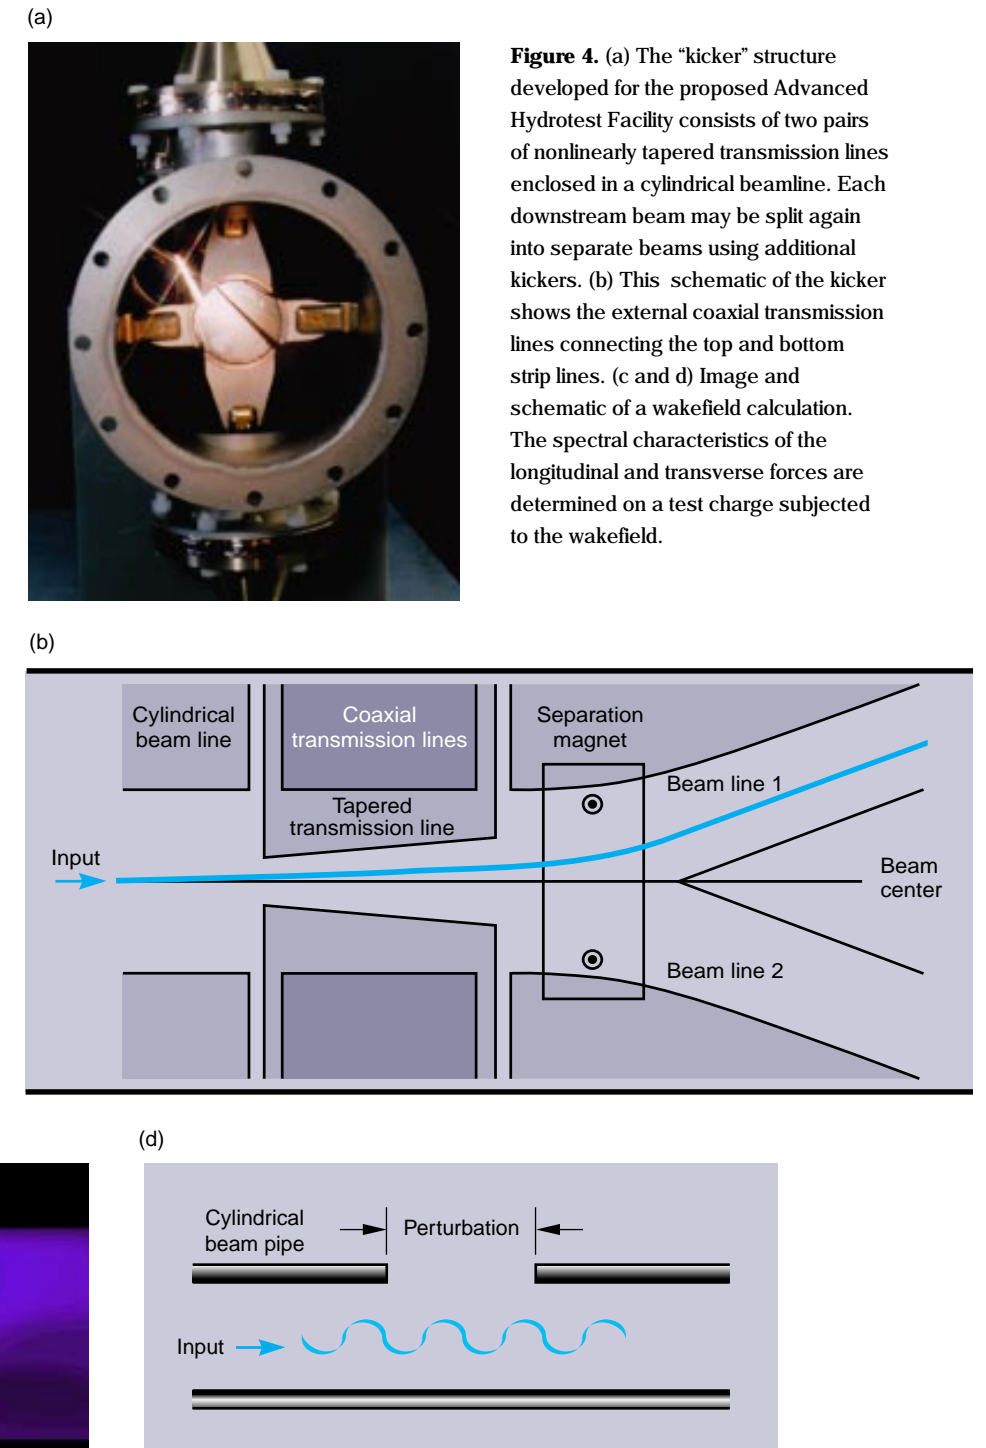 (a)
Figure 4. (a) The “kicker” structure
developed for the proposed Advanced
Hydrotest Facility consists of two pairs
of nonlinearly tapered transmission lines
enclosed in a cylindrical beamline. Each
downstream beam may be split again
into separate beams using additional
kickers. (b) This schematic of the kicker
shows the external coaxial transmission
lines connecting the top and bottom
strip lines. (c and d) Image and
schematic of a wakefield calculation.
The spectral characteristics of the
longitudinal and transverse forces are
determined on a test charge subjected
to the wakefield.
(b)
Cylindrical
beam line
Coaxial
transmission lines
Separation
magnet
Tapered
transmission line
Beam line 1
Input
Beam
center
Beam line 2
(d)
Cylindrical
beam pipe
Perturbation
Input